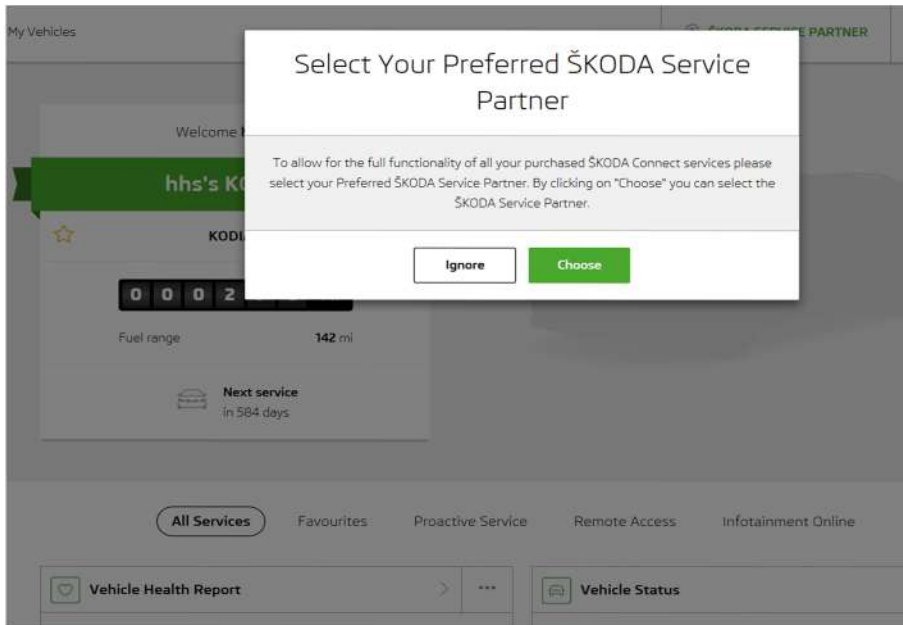 My Vehicles
ŠKODA SERVICE PARTNER
Select Your Preferred ŠKODA Service
Partner
Welcome
To allow for the full functionality of all your purchased ŠKODA Connect services please
select your Preferred ŠKODA Service Partner. By clicking on "Choose" you can select the
ŠKODA Service Partner.
hhs's
Ignore
Choose
0 0 0 2
Fuel range
142 mi
Next service
in 584 days
All Services
Favourites
Proactive Service
Remote Access
Infotainment Online
Vehicle Health Report
Vehicle Status